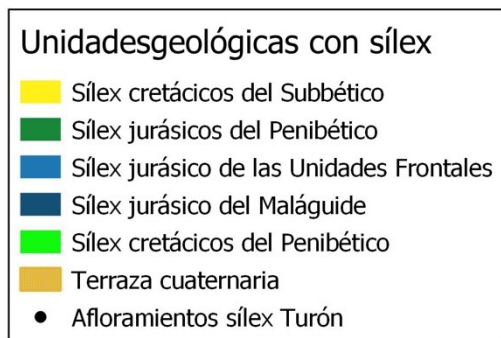 Unidadesgeológicas con sílex
Sílex cretácicos del Subbético
Sílex jurásicos del Penibético
Sílex jurásico de las Unidades Frontales
Sílex jurásico del Maláguide
Sílex cretácicos del Penibético
Terraza cuaternaria
Afloramientos sílex Turón